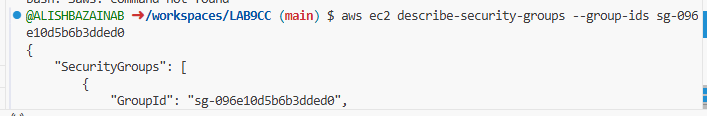 @ALISHBAZAINAB ➜/workspaces/LAB9CC (main) $ aws ec2 describe-security-groups --group-ids sg-096
e10d5b6b3dded0
{
    "SecurityGroups": [
        {
            "GroupId": "sg-096e10d5b6b3dded0",